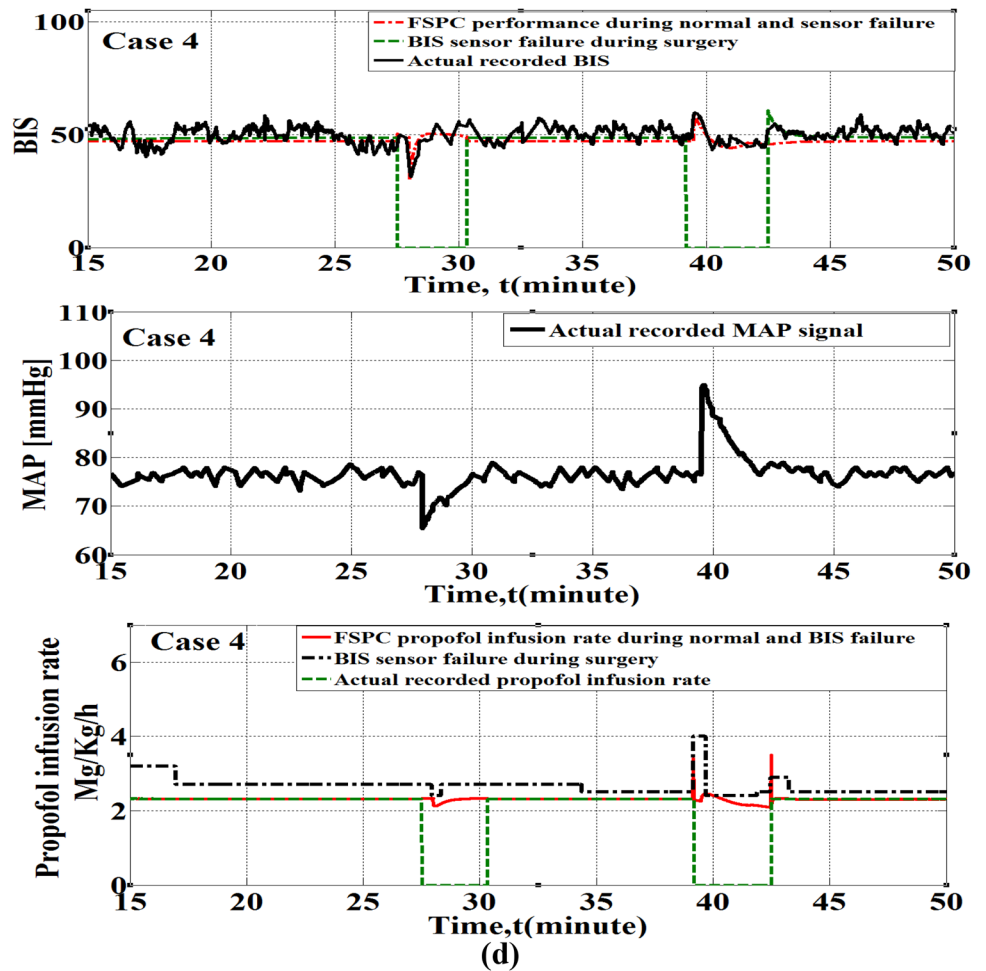 100
Case 4
FSPC performance during normal and sensor failure
BIS sensor failure during surgery
Actual recorded BIS
BIS
50
0
15 20 25 30 35 40 45 50
Time, t(minute)
110
Case 4
Actual recorded MAP signal
MAP [mmHg]
100
90
80
70
60
15 20 25 30 35 40 45 50
Time,t(minute)
Case 4
FSPC propofol infusion rate during normal and BIS failure
BIS sensor failure during surgery
Actual recorded propofol infusion rate
Propofol infusion rate
Mg/Kg/h
6
4
2
0
15 20 25 30 35 40 45 50
Time,t(minute)
(d)